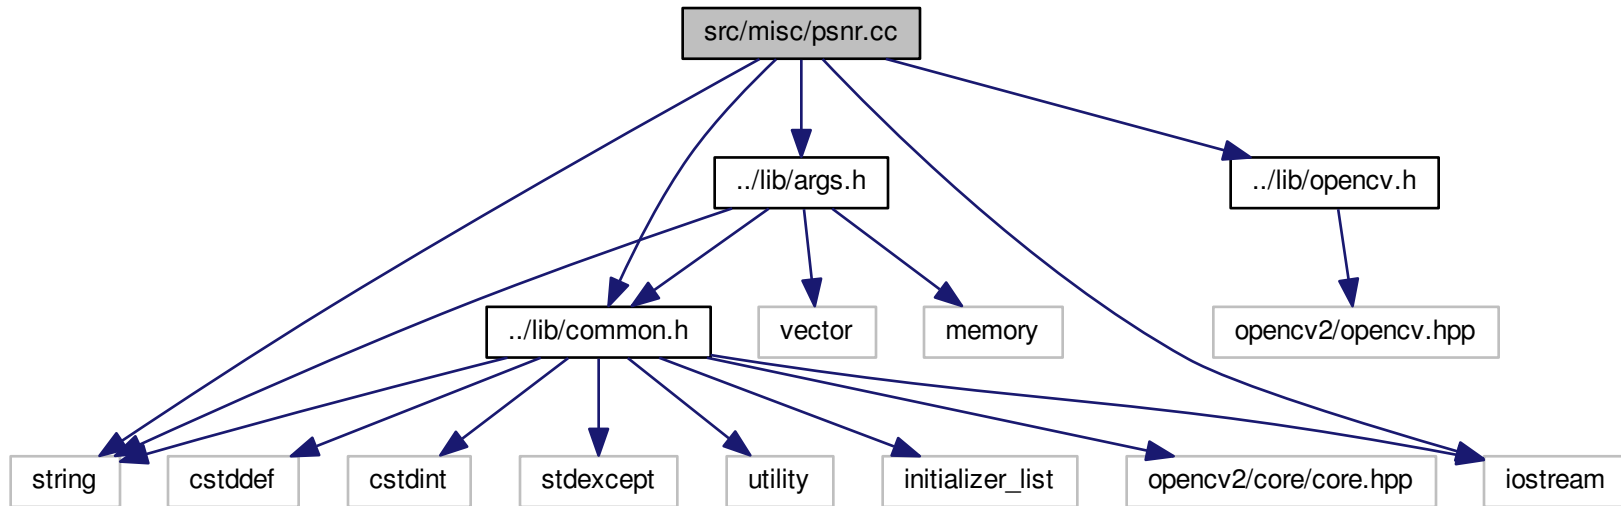 src/misc/psnr.cc
../lib/args.h
../lib/opencv.h
../lib/common.h
vector
memory
opencv2/opencv.hpp
string
cstddef
cstdint
stdexcept
utility
initializer_list
opencv2/core/core.hpp
iostream